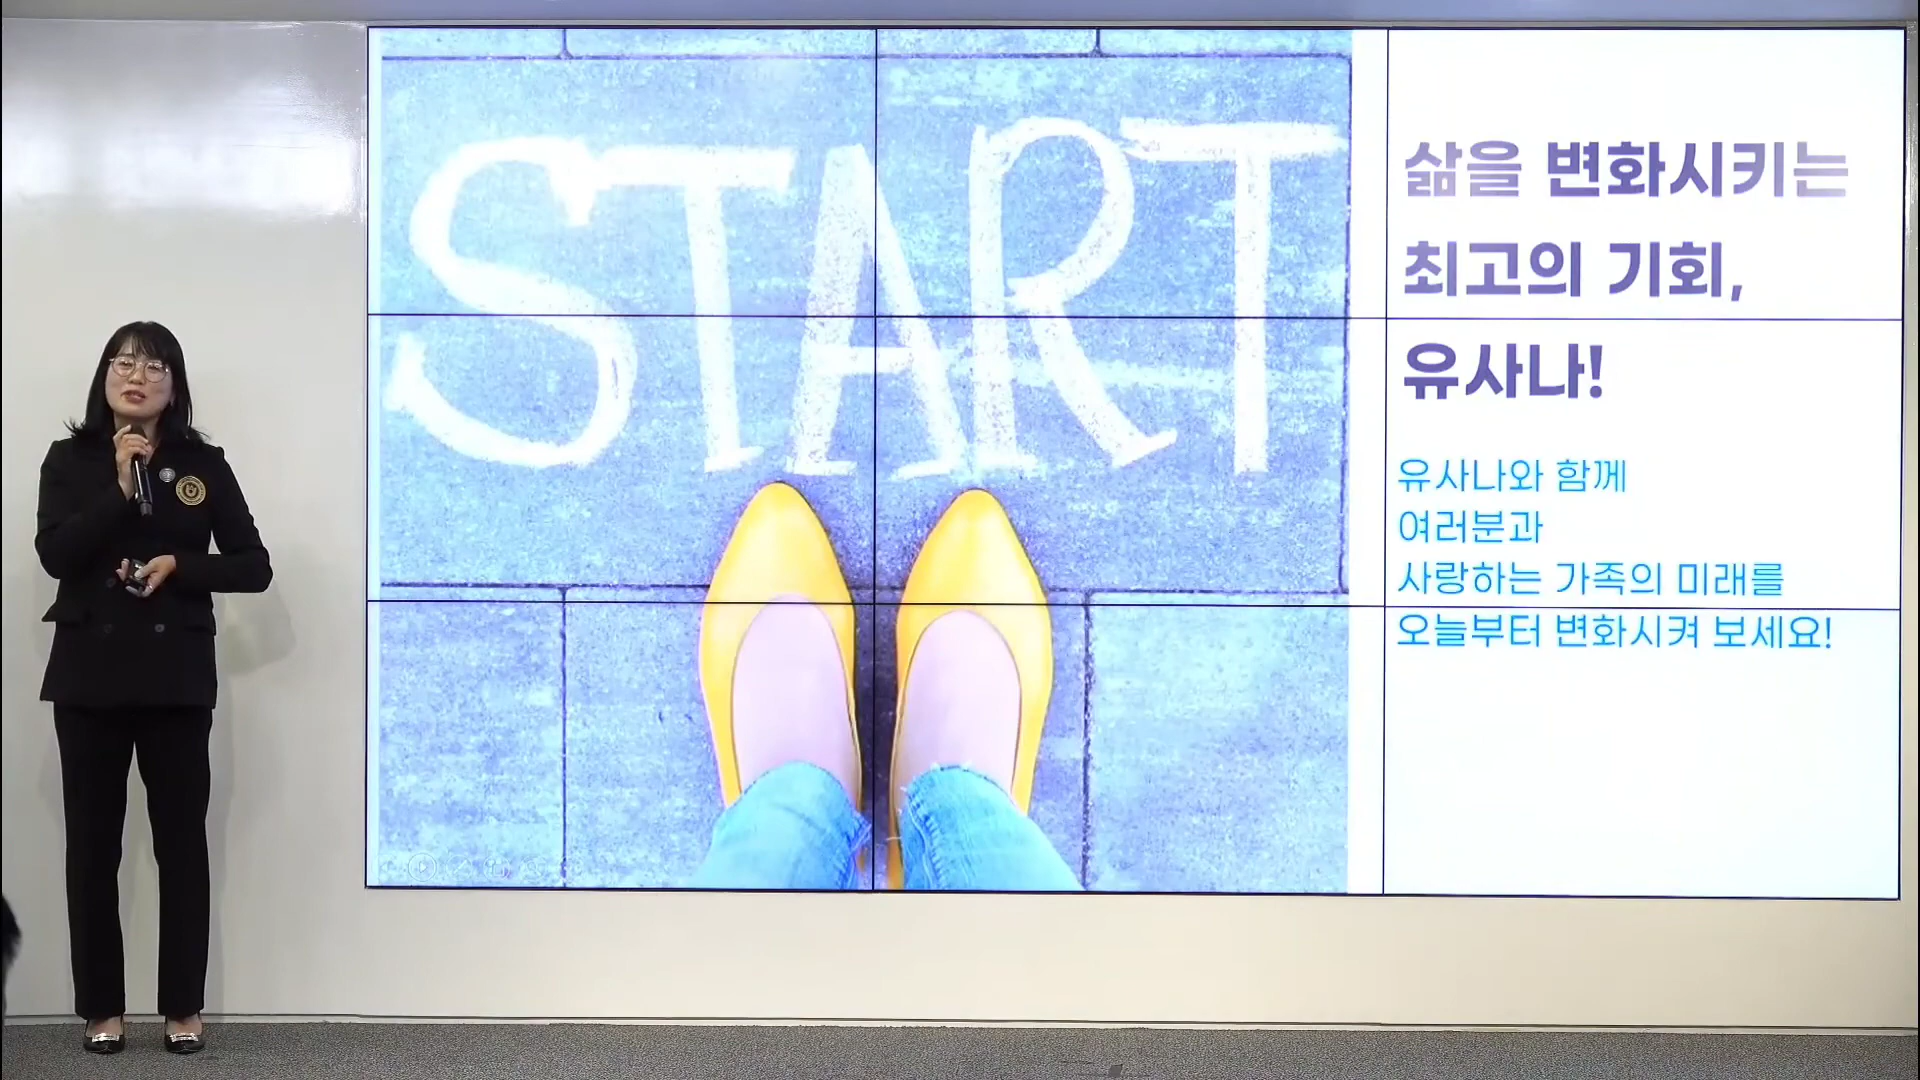 START
삶을 변화시키는
최고의 기회,
유사나!
유사나와 함께
여러분과
사랑하는 가족의 미래를
오늘부터 변화시켜 보세요!